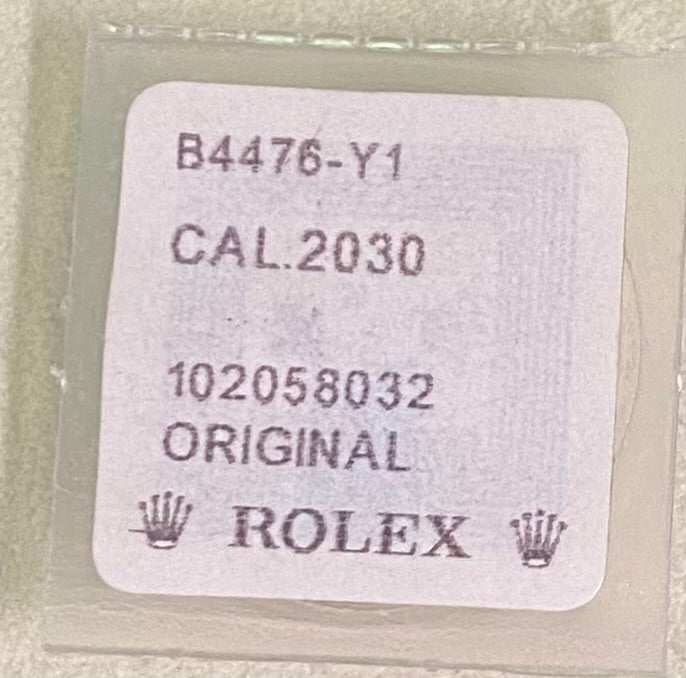 B4476-Y1
CAL.2030
102058032
ORIGINAL
ROLEX